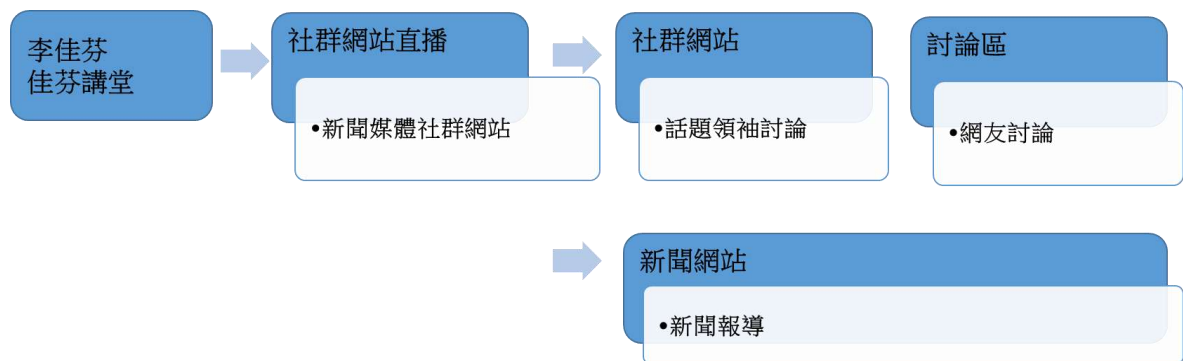 李佳芬
佳芬講堂
社群網站直播
•新聞媒體社群網站
社群網站
•話題領袖討論
討論區
•網友討論
新聞網站
•新聞報導